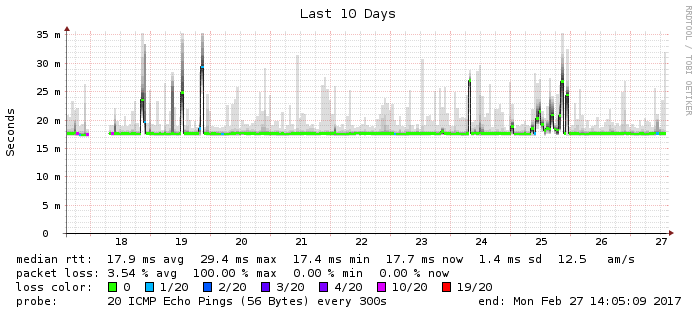 Last 10 Days
RRDTOOL / TOBI OETIKER
Seconds
35 m
30 m
25 m
20 m
15 m
10 m
5 m
0
18 19 20 21 22 23 24 25 26 27
median rtt: 17.9 ms avg 29.4 ms max 17.4 ms min 17.7 ms now 1.4 ms sd 12.5 am/s
packet loss: 3.54 % avg 100.00 % max 0.00 % min 0.00 % now
loss color: 0 1/20 2/20 3/20 4/20 10/20 19/20
probe: 20 ICMP Echo Pings (56 Bytes) every 300s end: Mon Feb 27 14:05:09 2017